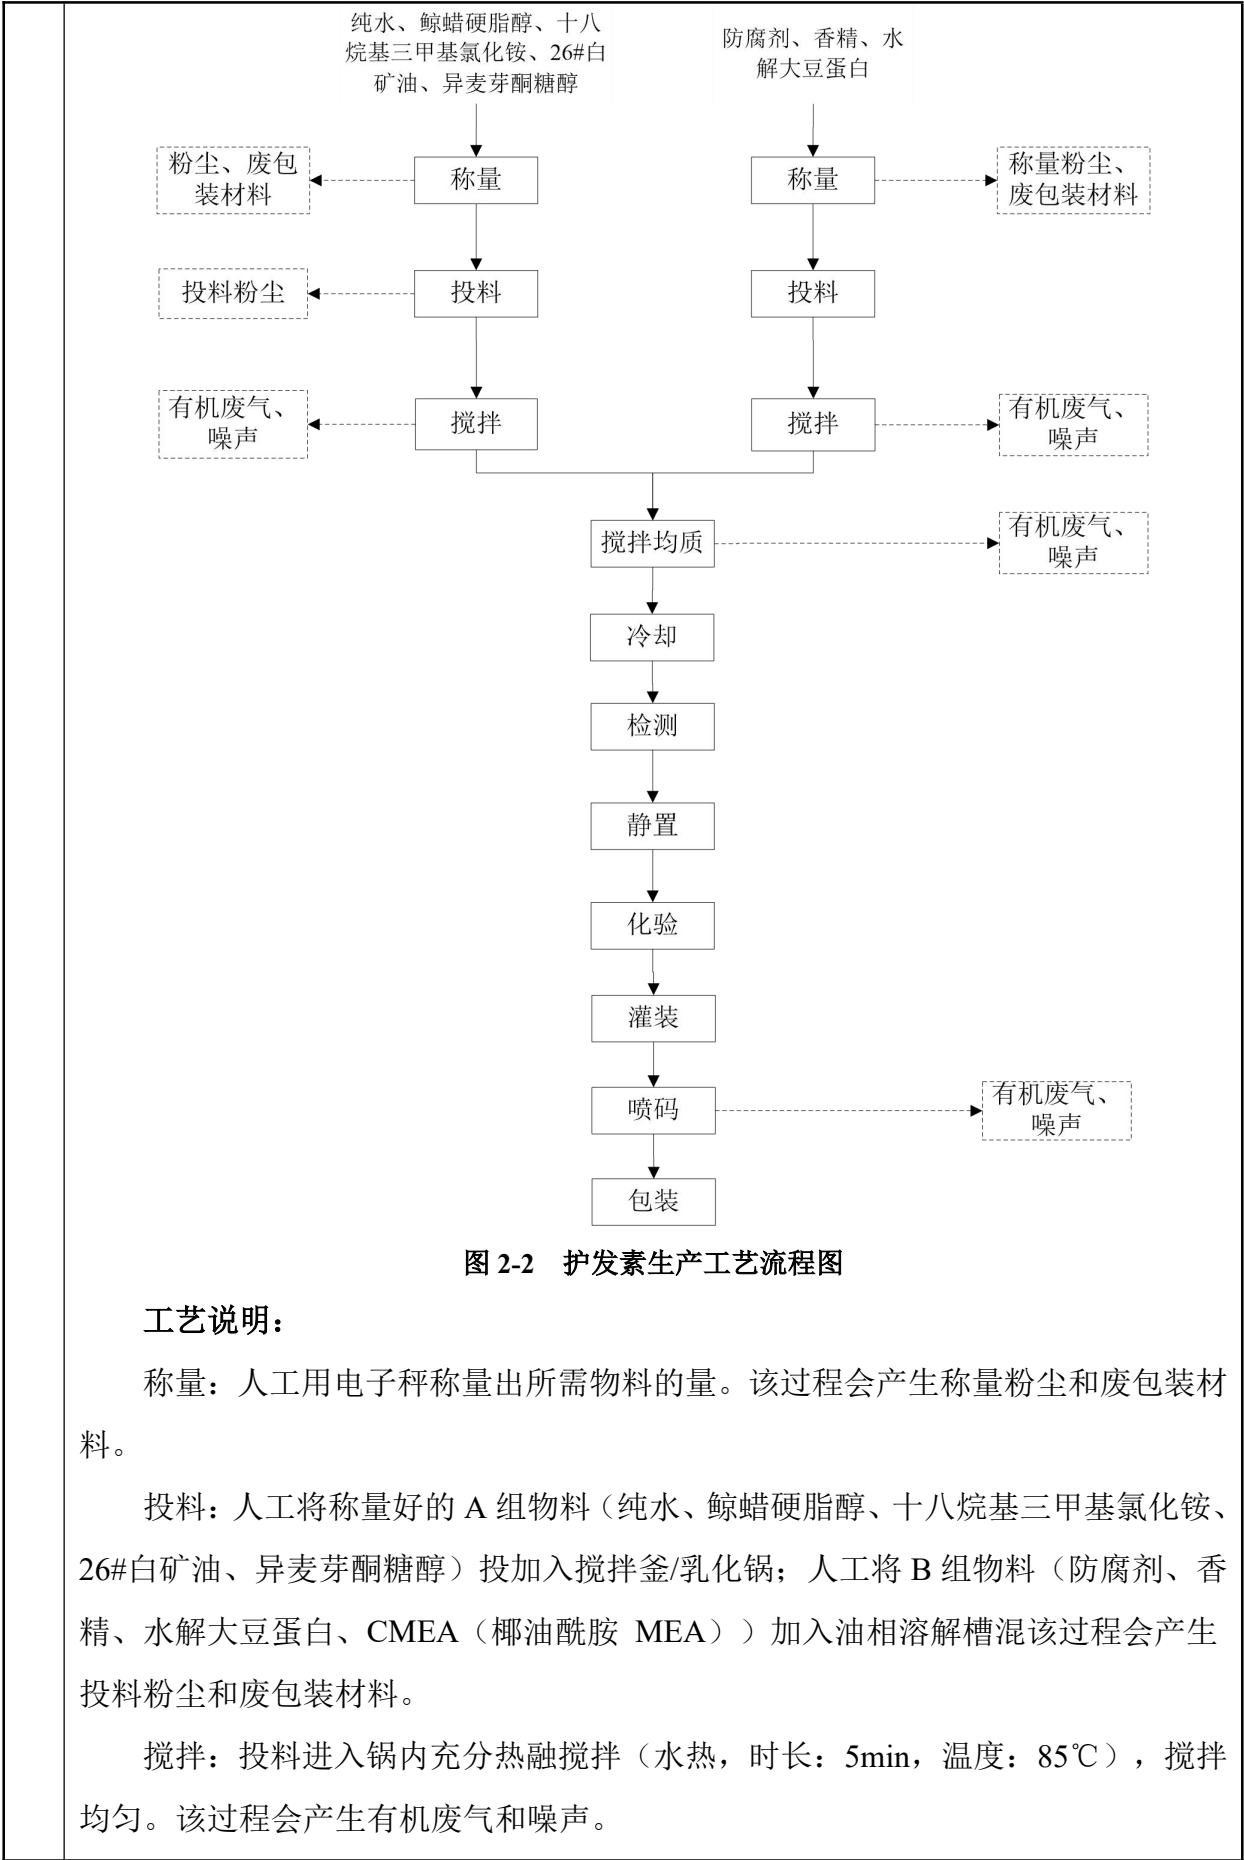 纯水、鲸蜡硬脂醇、十八
烷基三甲基氯化铵、26#白
矿油、异麦芽酮糖醇
防腐剂、香精、水
解大豆蛋白
粉尘、废包
装材料
称量
称量
称量粉尘、
废包装材料
投料粉尘
投料
投料
有机废气、
噪声
搅拌
搅拌
有机废气、
噪声
搅拌均质
有机废气、
噪声
冷却
检测
静置
化验
灌装
喷码
有机废气、
噪声
包装
图 2-2 护发素生产工艺流程图
工艺说明：
称量：人工用电子秤称量出所需物料的量。该过程会产生称量粉尘和废包装材
料。
投料：人工将称量好的 A 组物料（纯水、鲸蜡硬脂醇、十八烷基三甲基氯化铵、
26#白矿油、异麦芽酮糖醇）投加入搅拌釜/乳化锅；人工将 B 组物料（防腐剂、香
精、水解大豆蛋白、CMEA（椰油酰胺 MEA））加入油相溶解槽混该过程会产生
投料粉尘和废包装材料。
搅拌：投料进入锅内充分热融搅拌（水热，时长：5min，温度：85℃），搅拌
均匀。该过程会产生有机废气和噪声。